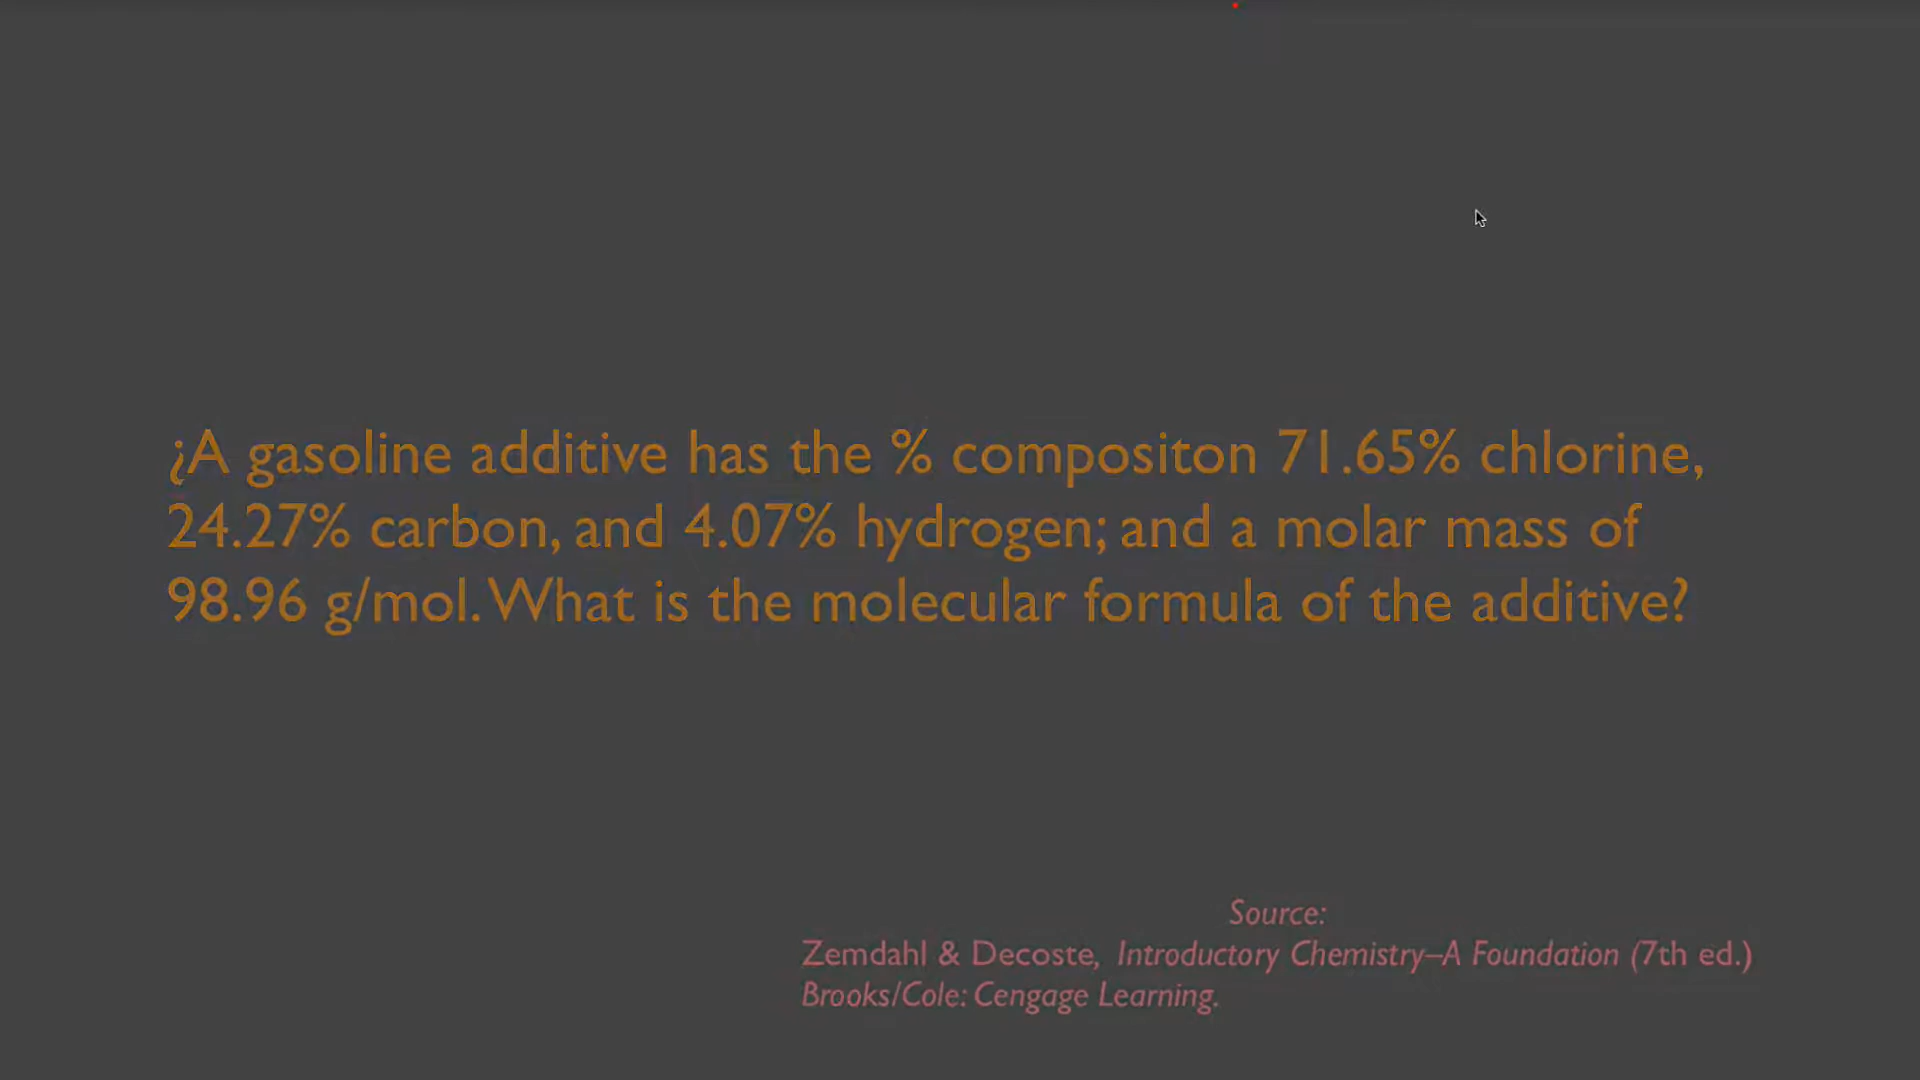 ¿A gasoline additive has the % compositon 71.65% chlorine,
24.27% carbon, and 4.07% hydrogen; and a molar mass of
98.96 g/mol. What is the molecular formula of the additive?
Source:
Zemdahl & Decoste, Introductory Chemistry–A Foundation (7th ed.)
Brooks/Cole: Cengage Learning.